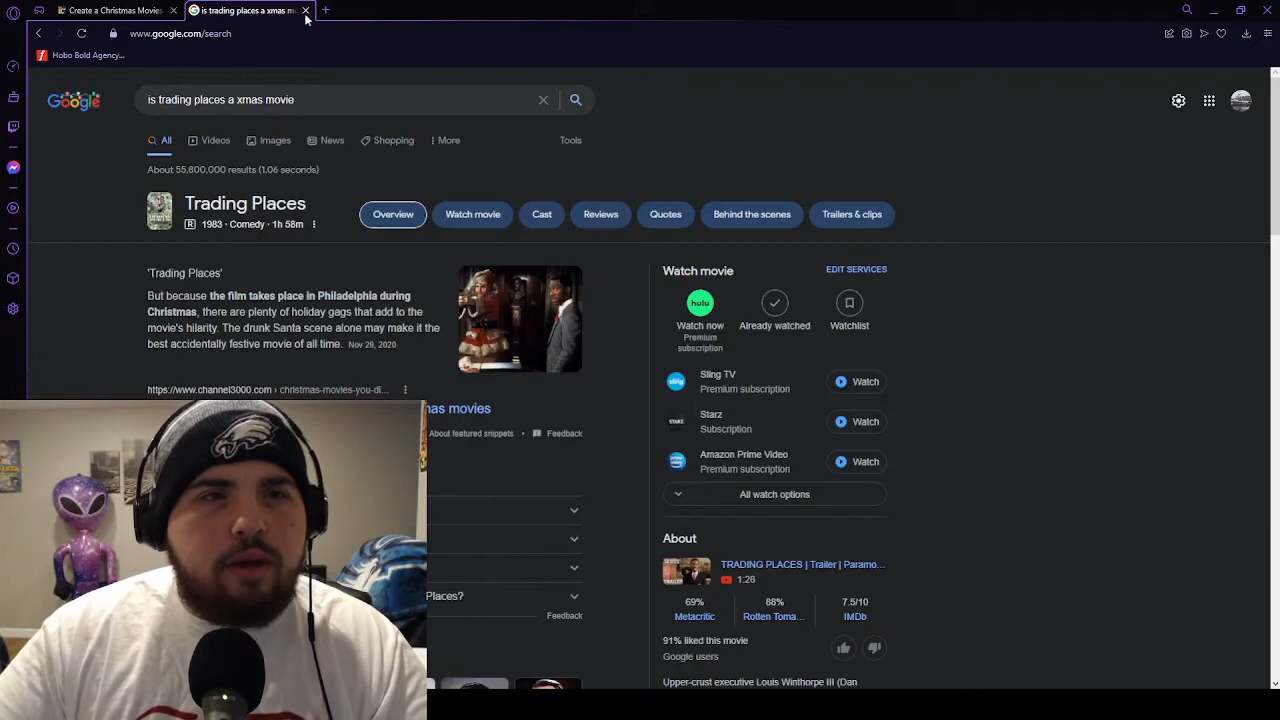 Create a Christmas Movies
is trading places a xmas mo
www.google.com/search
Hobo Bold Agency...
Google
is trading places a xmas movie
All
Videos
Images
News
Shopping
More
Tools
About 55,800,000 results (1.06 seconds)
Trading Places
R 1983 · Comedy · 1h 58m
Overview
Watch movie
Cast
Reviews
Quotes
Behind the scenes
Trailers & clips
'Trading Places'
But because the film takes place in Philadelphia during
Christmas, there are plenty of holiday gags that add to the
movie's hilarity. The drunk Santa scene alone may make it the
best accidentally festive movie of all time. Nov 29, 2020
https://www.channel3000.com › christmas-movies-you-di...
mas movies
About featured snippets
Feedback
Places?
Feedback
Watch movie
EDIT SERVICES
hulu
Watch now
Premium
subscription
Already watched
Watchlist
sling
Sling TV
Premium subscription
Watch
STARZ
Starz
Subscription
Watch
prime video
Amazon Prime Video
Premium subscription
Watch
All watch options
About
TRADING PLACES | Trailer | Paramo...
1:28
69%
Metacritic
88%
Rotten Toma...
7.5/10
IMDb
91% liked this movie
Google users
Upper-crust executive Louis Winthorpe III (Dan